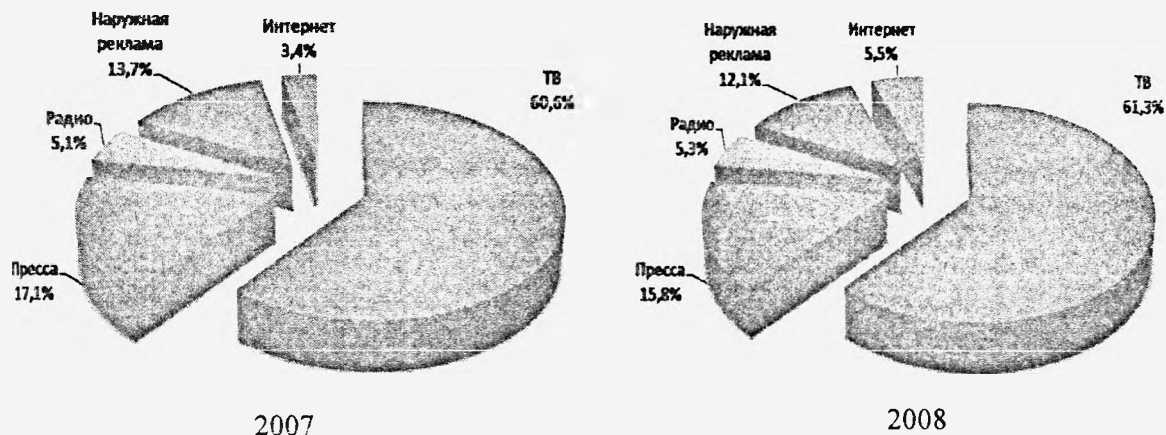 Наружная
реклама
13,7%
Интернет
3,4%
ТВ
60,6%
Радио
5,1%
Пресса
17,1%
2007
Наружная
реклама
12,1%
Интернет
5,5%
ТВ
61,3%
Радио
5,3%
Пресса
15,8%
2008